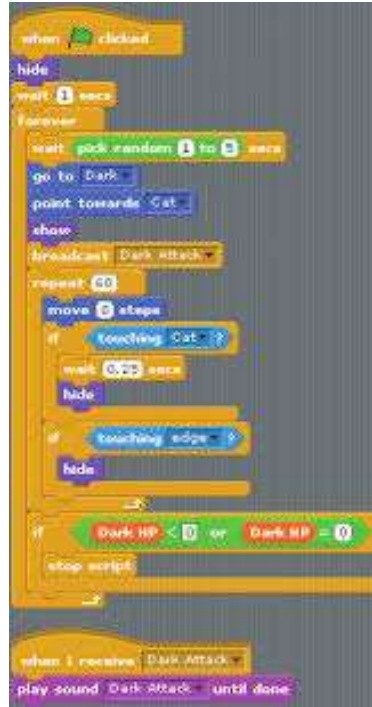 when clicked
hide
wait 1 secs
forever
wait pick random 1 to 5 secs
go to Dark
point towards Cat
show
broadcast Dark Attack
repeat 60
move steps
if touching Cat ?
wait 0.25 secs
hide
if touching edge ?
hide
if Dark HP < 0 or Dark HP = 0
stop script
when I receive Dark Attack
play sound Dark Attack until done